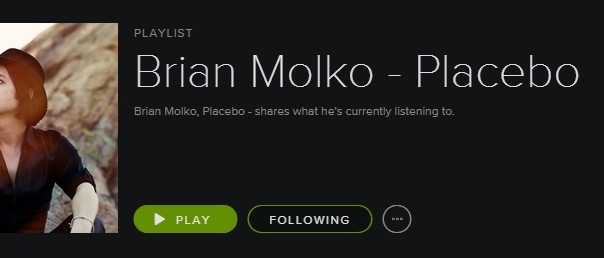 PLAYLIST
Brian Molko - Placebo
Brian Molko, Placebo - shares what he's currently listening to.
PLAY
FOLLOWING